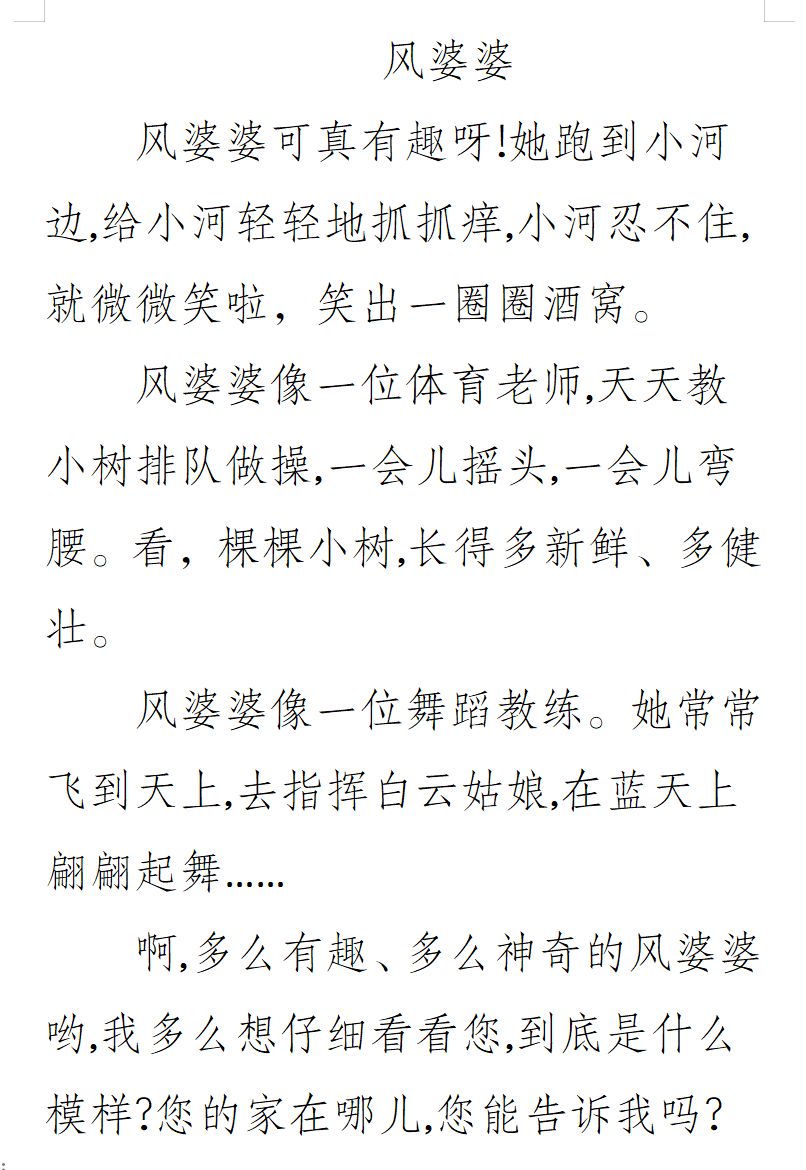 风婆婆
风婆婆可真有趣呀!她跑到小河
边,给小河轻轻地抓抓痒,小河忍不住,
就微微笑啦，笑出一圈圈酒窝。
风婆婆像一位体育老师,天天教
小树排队做操,一会儿摇头,一会儿弯
腰。看，棵棵小树,长得多新鲜、多健
壮。
风婆婆像一位舞蹈教练。她常常
飞到天上,去指挥白云姑娘,在蓝天上
翩翩起舞……
啊,多么有趣、多么神奇的风婆婆
哟,我多么想仔细看看您,到底是什么
模样?您的家在哪儿,您能告诉我吗?